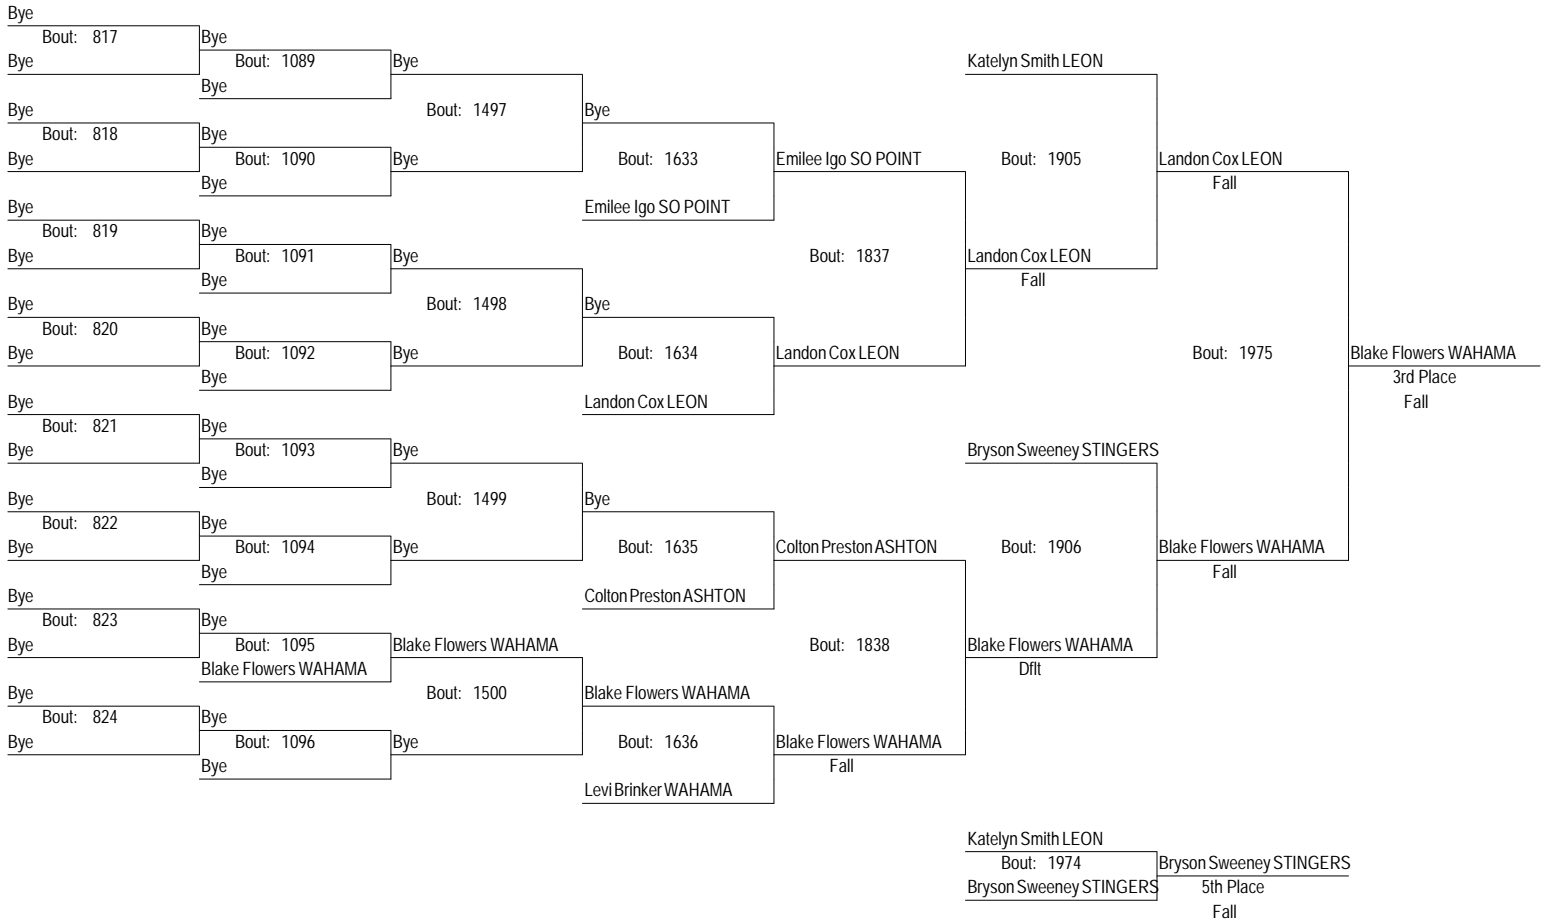 Bye
Bout: 817
Bye
Bye
Bout: 1089
Bye
Bye
Bout: 818
Bye
Bye
Bout: 1090
Bye
Bye
Bout: 1497
Bye
Bye
Bout: 819
Bye
Bye
Bout: 1091
Bye
Bye
Bout: 820
Bye
Bye
Bout: 1092
Bye
Bye
Bout: 1498
Bye
Bye
Bout: 821
Bye
Bye
Bout: 1093
Bye
Bye
Bout: 822
Bye
Bye
Bout: 1094
Bye
Bye
Bout: 1499
Bye
Bye
Bout: 823
Bye
Bye
Bout: 1095
Blake Flowers WAHAMA
Bye
Bout: 824
Bye
Bye
Bout: 1096
Bye
Blake Flowers WAHAMA
Bout: 1500
Bye
Bye
Bout: 1633
Emilee Igo SO POINT
Bye
Bout: 1634
Landon Cox LEON
Bye
Bout: 1635
Colton Preston ASHTON
Blake Flowers WAHAMA
Bout: 1636
Levi Brinker WAHAMA
Emilee Igo SO POINT
Bout: 1837
Landon Cox LEON
Colton Preston ASHTON
Bout: 1838
Blake Flowers WAHAMA
Fall
Katelyn Smith LEON
Bout: 1905
Landon Cox LEON
Fall
Bryson Sweeney STINGERS
Bout: 1906
Blake Flowers WAHAMA
Dflt
Landon Cox LEON
Fall
Bout: 1975
Blake Flowers WAHAMA
Fall
Blake Flowers WAHAMA
3rd Place
Fall
Katelyn Smith LEON
Bout: 1974
Bryson Sweeney STINGERS
Bryson Sweeney STINGERS
5th Place
Fall